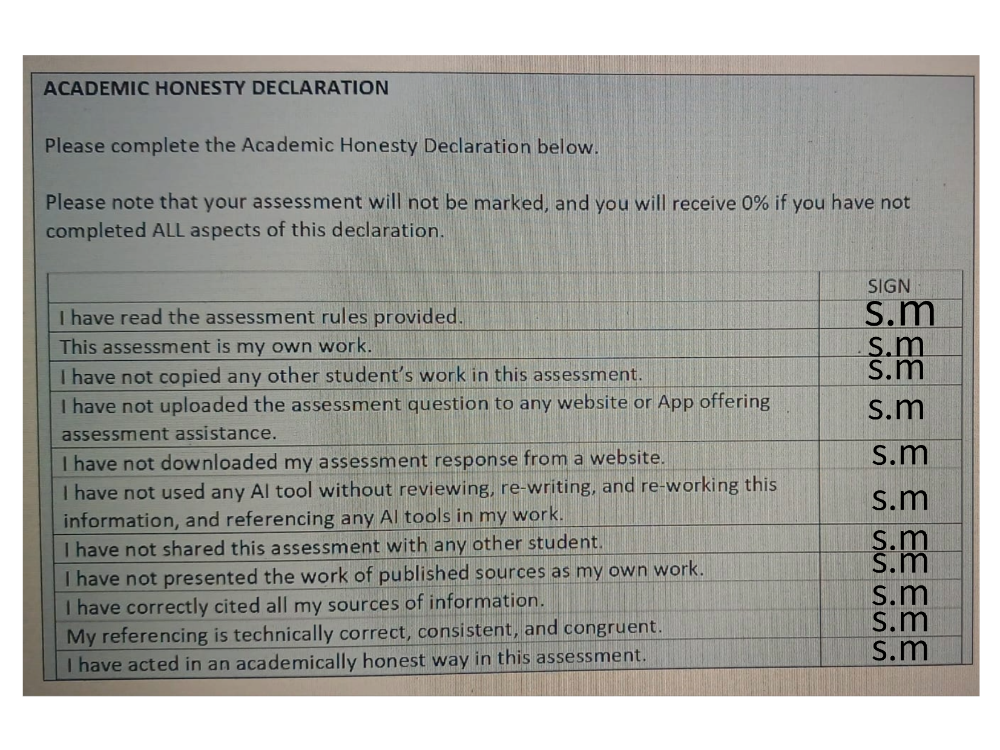 ACADEMIC HONESTY DECLARATION
Please complete the Academic Honesty Declaration below.
Please note that your assessment will not be marked, and you will receive 0% if you have not
completed ALL aspects of this declaration.
SIGN
I have read the assessment rules provided. s.m
This assessment is my own work. s.m
I have not copied any other student's work in this assessment. s.m
I have not uploaded the assessment question to any website or App offering
assessment assistance. s.m
I have not downloaded my assessment response from a website. s.m
I have not used any AI tool without reviewing, re-writing, and re-working this
information, and referencing any AI tools in my work. s.m
I have not shared this assessment with any other student. s.m
I have not presented the work of published sources as my own work. s.m
I have correctly cited all my sources of information. s.m
My referencing is technically correct, consistent, and congruent. s.m
I have acted in an academically honest way in this assessment. s.m